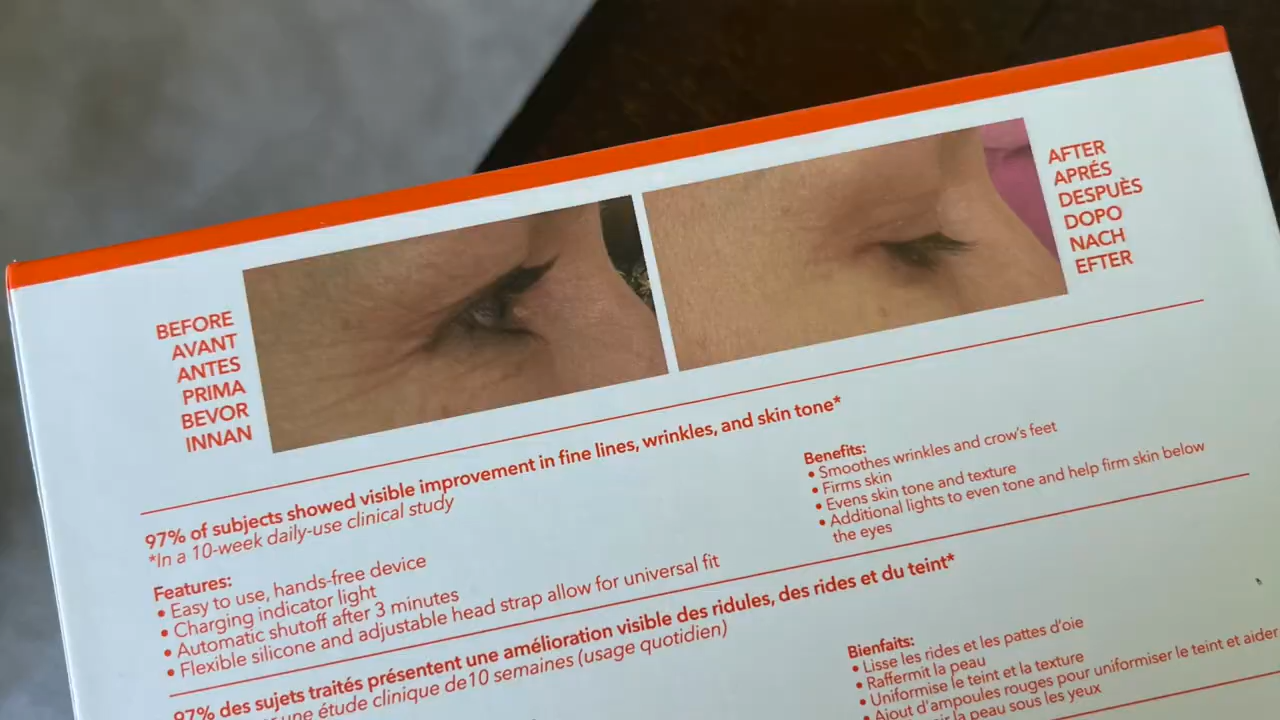 BEFORE
AVANT
ANTES
PRIMA
BEVOR
INNAN
AFTER
APRÉS
DESPUÈS
DOPO
NACH
EFTER
97% of subjects showed visible improvement in fine lines, wrinkles, and skin tone*
*In a 10-week daily-use clinical study
Features:
• Easy to use, hands-free device
• Charging indicator light
• Automatic shutoff after 3 minutes
• Flexible silicone and adjustable head strap allow for universal fit
Benefits:
• Smoothes wrinkles and crow's feet
• Firms skin
• Evens skin tone and texture
• Additional lights to even tone and help firm skin below
the eyes
97% des sujets traités présentent une amélioration visible des ridules, des rides et du teint*
une étude clinique de10 semaines (usage quotidien)
Bienfaits:
• Lisse les rides et les pattes d'oie
• Raffermit la peau
• Uniformise le teint et la texture
• Ajout d'ampoules rouges pour uniformiser le teint et aider
la peau sous les yeux